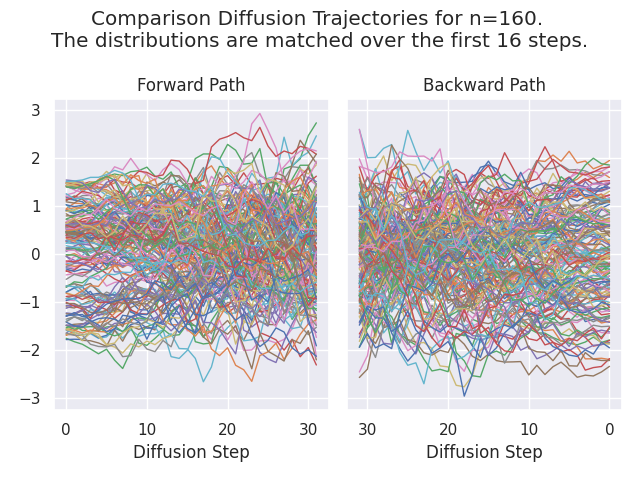 Comparison Diffusion Trajectories for n=160.
The distributions are matched over the first 16 steps.
Forward Path
Backward Path
3
2
1
0
−1
−2
−3
0
10
20
30
30
20
10
0
Diffusion Step
Diffusion Step